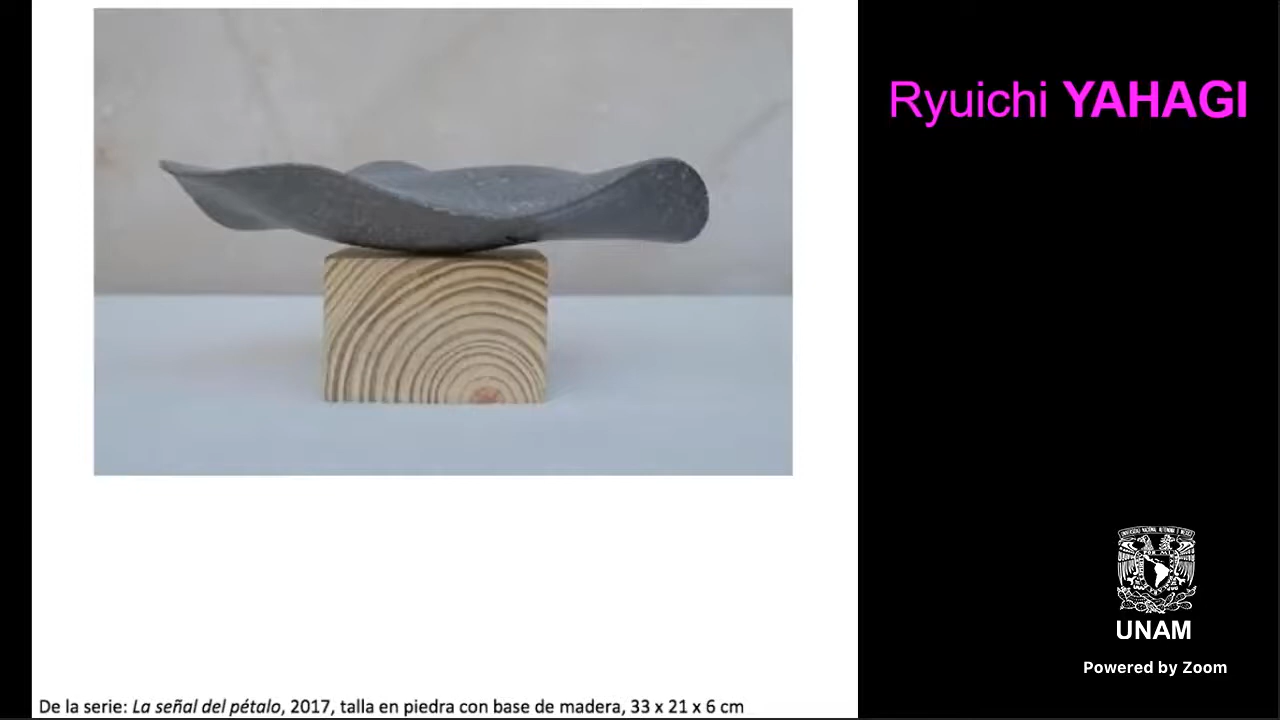 Ryuichi YAHAGI
UNAM
Powered by Zoom
De la serie: La señal del pétalo, 2017, talla en piedra con base de madera, 33 x 21 x 6 cm